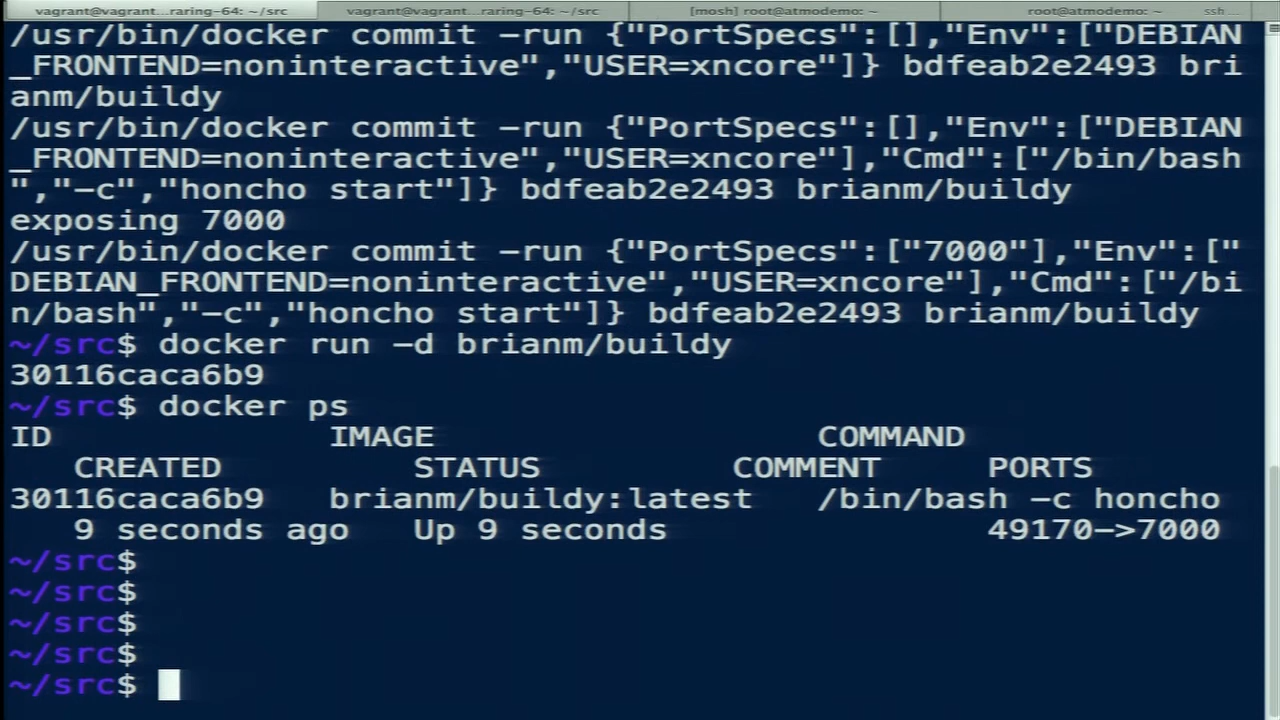 vagrant@vagrant...raring-64: ~/src vagrant@vagrant...raring-64: ~/src [mosh] root@atmodemo: ~ root@atmodemo: ~ ssh
/usr/bin/docker commit -run {"PortSpecs":[],"Env":["DEBIAN
_FRONTEND=noninteractive","USER=xncore"]} bdfeab2e2493 bri
anm/buildy
/usr/bin/docker commit -run {"PortSpecs":[],"Env":["DEBIAN
_FRONTEND=noninteractive","USER=xncore"],"Cmd":["/bin/bash
","-c","honcho start"]} bdfeab2e2493 brianm/buildy
exposing 7000
/usr/bin/docker commit -run {"PortSpecs":["7000"],"Env":["
DEBIAN_FRONTEND=noninteractive","USER=xncore"],"Cmd":["/bi
n/bash","-c","honcho start"]} bdfeab2e2493 brianm/buildy
~/src$ docker run -d brianm/buildy
30116caca6b9
~/src$ docker ps
ID IMAGE COMMAND
CREATED STATUS COMMENT PORTS
30116caca6b9 brianm/buildy:latest /bin/bash -c honcho
9 seconds ago Up 9 seconds 49170->7000
~/src$
~/src$
~/src$
~/src$
~/src$